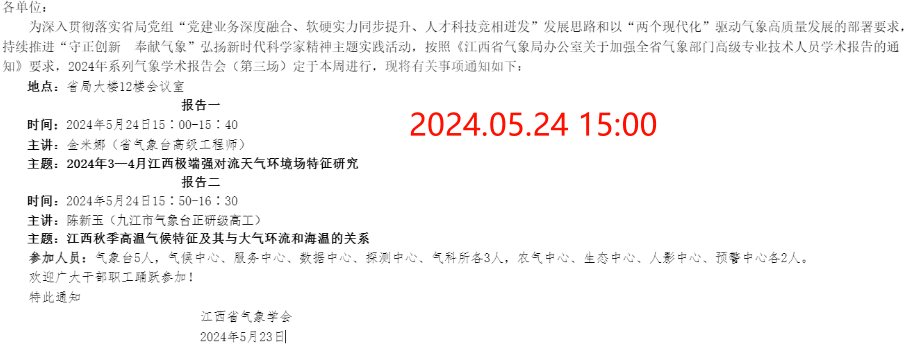 各单位：
为深入贯彻落实省局党组“党建业务深度融合、软硬实力同步提升、人才科技竞相迸发”发展思路和以“两个现代化”驱动气象高质量发展的部署要求，
持续推进“守正创新　奉献气象”弘扬新时代科学家精神主题实践活动，按照《江西省气象局办公室关于加强全省气象部门高级专业技术人员学术报告的通
知》要求，2024年系列气象学术报告会（第三场）定于本周进行，现将有关事项通知如下：
地点：省局大楼12楼会议室
报告一
时间：2024年5月24日15：00-15：40
2024.05.24 15:00
主讲：金米娜（省气象台高级工程师）
主题：2024年3—4月江西极端强对流天气环境场特征研究
报告二
时间：2024年5月24日15：50-16：30
主讲：陈新玉（九江市气象台正研级高工）
主题：江西秋季高温气候特征及其与大气环流和海温的关系
参加人员：气象台5人，气候中心、服务中心、数据中心、探测中心、气科所各3人，农气中心、生态中心、人影中心、预警中心各2人。
欢迎广大干部职工踊跃参加！
特此通知
江西省气象学会
2024年5月23日